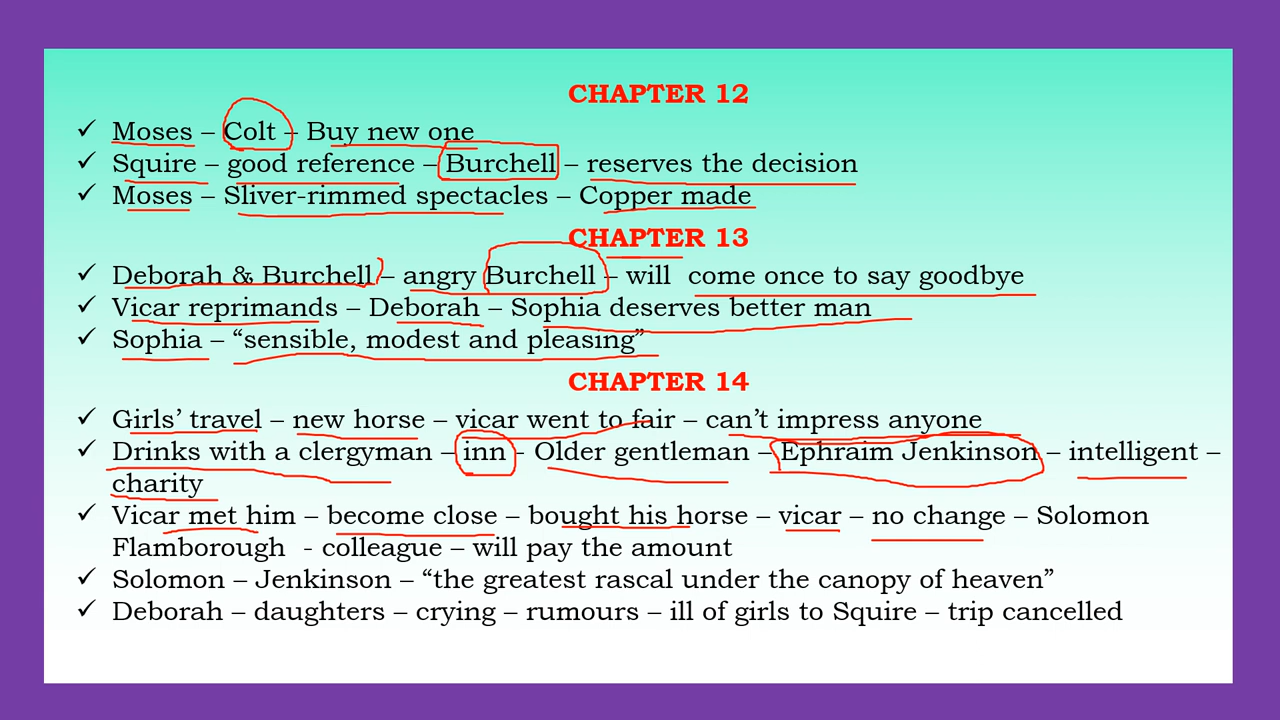 CHAPTER 12
✓ Moses – Colt – Buy new one
✓ Squire – good reference – Burchell – reserves the decision
✓ Moses – Sliver-rimmed spectacles – Copper made
CHAPTER 13
✓ Deborah & Burchell – angry Burchell – will  come once to say goodbye
✓ Vicar reprimands – Deborah – Sophia deserves better man
✓ Sophia – “sensible, modest and pleasing”
CHAPTER 14
✓ Girls’ travel – new horse – vicar went to fair – can’t impress anyone
✓ Drinks with a clergyman – inn - Older gentleman – Ephraim Jenkinson – intelligent –
charity
✓ Vicar met him – become close – bought his horse – vicar – no change – Solomon
Flamborough  - colleague – will pay the amount
✓ Solomon – Jenkinson – “the greatest rascal under the canopy of heaven”
✓ Deborah – daughters – crying – rumours – ill of girls to Squire – trip cancelled